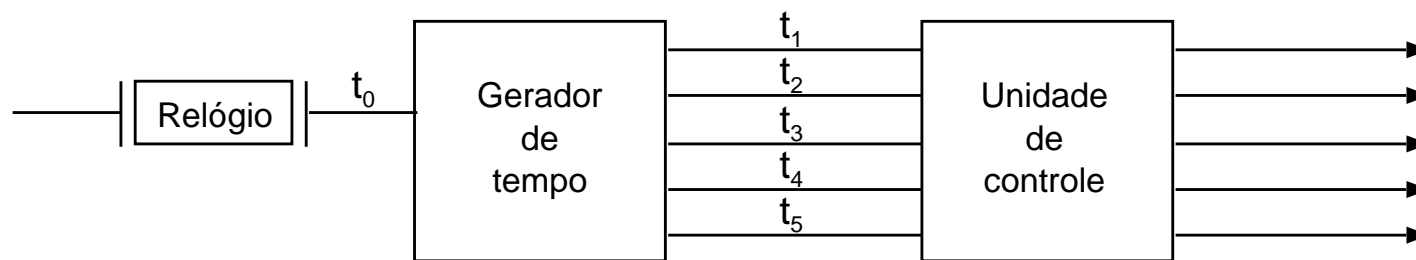 Relógio
t₀
Gerador
de
tempo
t₁
t₂
t₃
t₄
t₅
Unidade
de
controle